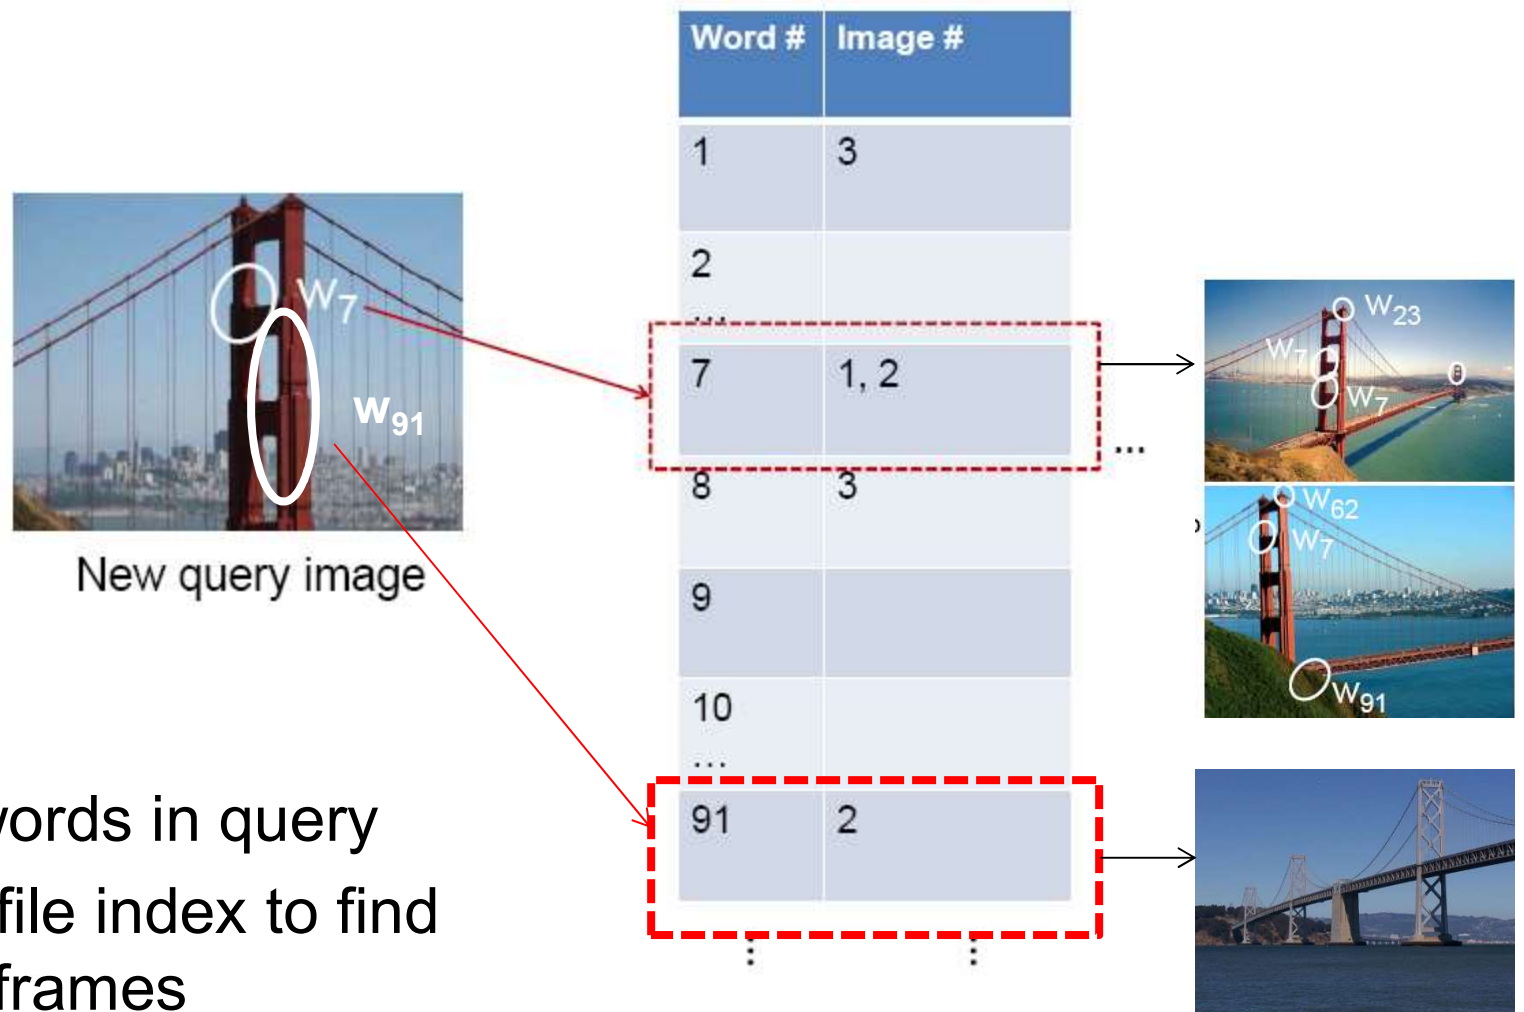 Word # Image #
1 3
2
...
7 1, 2
8 3
9
10
...
91 2
⋮ ⋮
W7
W91
New query image
...
W23
W7
W7
W62
W7
W91
words in query
file index to find
frames